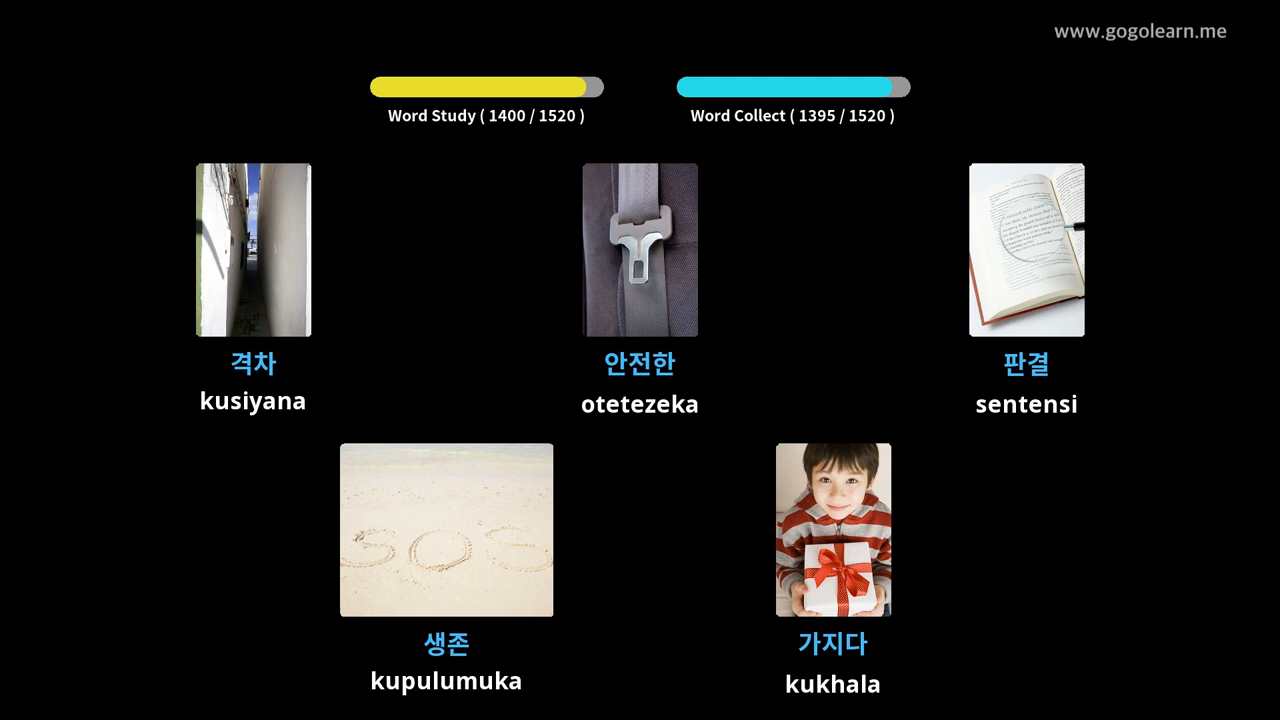 www.gogolearn.me
Word Study ( 1400 / 1520 )
Word Collect ( 1395 / 1520 )
격차
kusiyana
안전한
otetezeka
판결
sentensi
SOS
생존
kupulumuka
가지다
kukhala